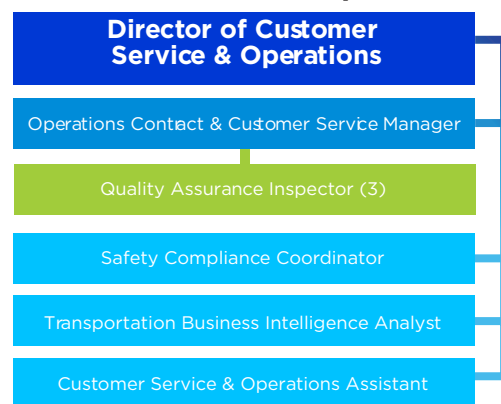 Director of Customer
Service & Operations
Operations Contract & Customer Service Manager
Quality Assurance Inspector (3)
Safety Compliance Coordinator
Transportation Business Intelligence Analyst
Customer Service & Operations Assistant